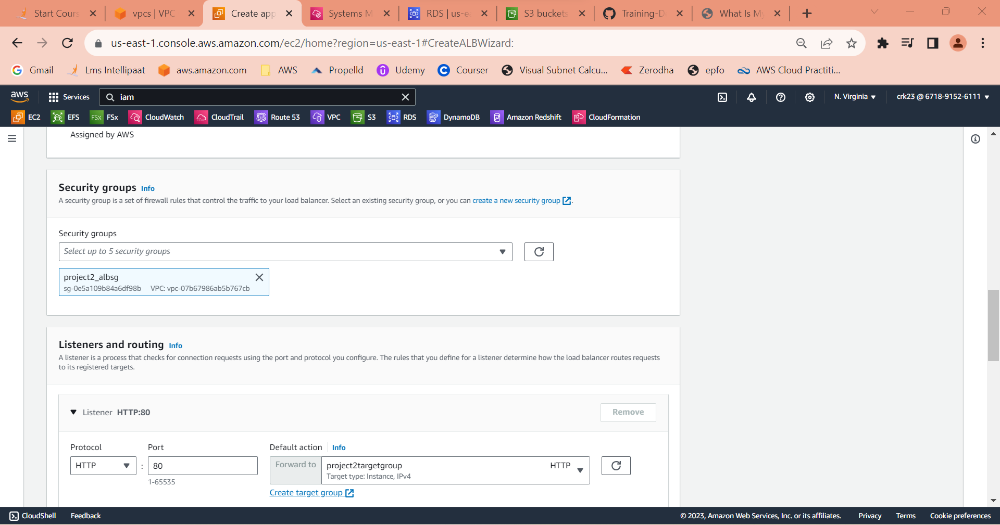 Start Cours
vpcs | VPC
Create app
Systems M
RDS | us-ea
S3 buckets
Training-D
What Is My
us-east-1.console.aws.amazon.com/ec2/home?region=us-east-1#CreateALBWizard:
Gmail
Lms Intellipaat
aws.amazon.com
AWS
Propelld
Udemy
Courser
Visual Subnet Calcu...
Zerodha
epfo
AWS Cloud Practiti...
aws
Services
iam
N. Virginia
crk23 @ 6718-9152-6111
EC2
EFS
FSx
FSx
CloudWatch
CloudTrail
Route 53
VPC
S3
RDS
DynamoDB
Amazon Redshift
CloudFormation
Assigned by AWS
Security groups Info
A security group is a set of firewall rules that control the traffic to your load balancer. Select an existing security group, or you can create a new security group.
Security groups
Select up to 5 security groups
project2_albsg
sg-0e5a109b84a6df98b VPC: vpc-07b67986ab5b767cb
Listeners and routing Info
A listener is a process that checks for connection requests using the port and protocol you configure. The rules that you define for a listener determine how the load balancer routes requests
to its registered targets.
Listener HTTP:80
Remove
Protocol
Port
Default action Info
HTTP
:
80
Forward to
project2targetgroup
HTTP
Target type: Instance, IPv4
1-65535
Create target group
CloudShell
Feedback
© 2023, Amazon Web Services, Inc. or its affiliates.
Privacy
Terms
Cookie preferences